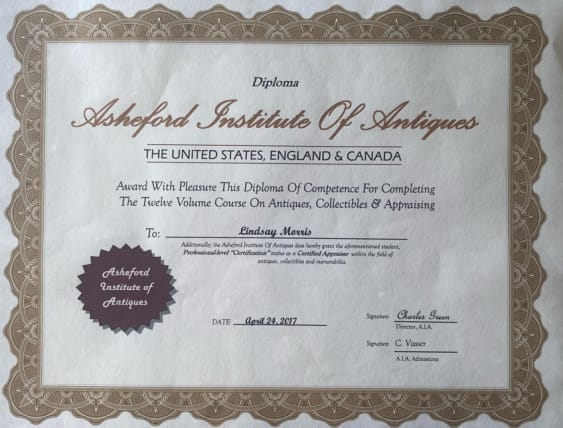 Diploma
Asheford Institute Of Antiques
THE UNITED STATES, ENGLAND & CANADA
Award With Pleasure This Diploma Of Competence For Completing
The Twelve Volume Course On Antiques, Collectibles & Appraising
To: Lindsay Morris
Additionally, the Asheford Institute Of Antiques does hereby grant the aforementioned student,
Professional-level "Certification" status as a Certified Appraiser within the field of
antiques, collectibles and memorabilia.
Asheford
Institute of
Antiques
DATE April 24, 2017
Signature Charles Green
Director, A.I.A.
Signature C. Vasser
A.I.A. Admissions